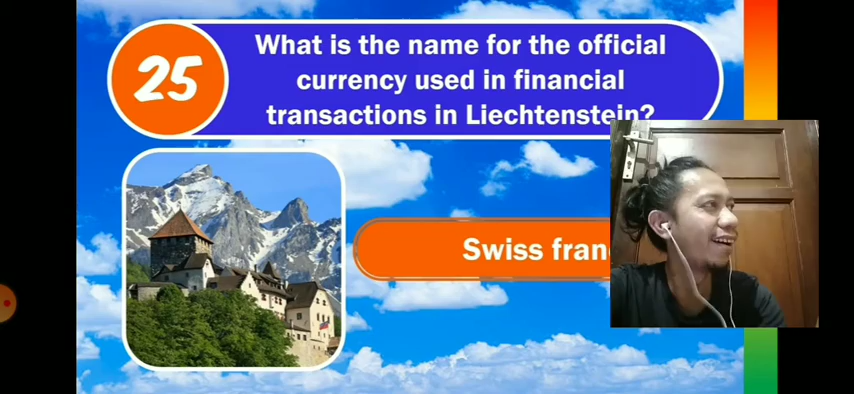 25
What is the name for the official
currency used in financial
transactions in Liechtenstein?
Swiss fran